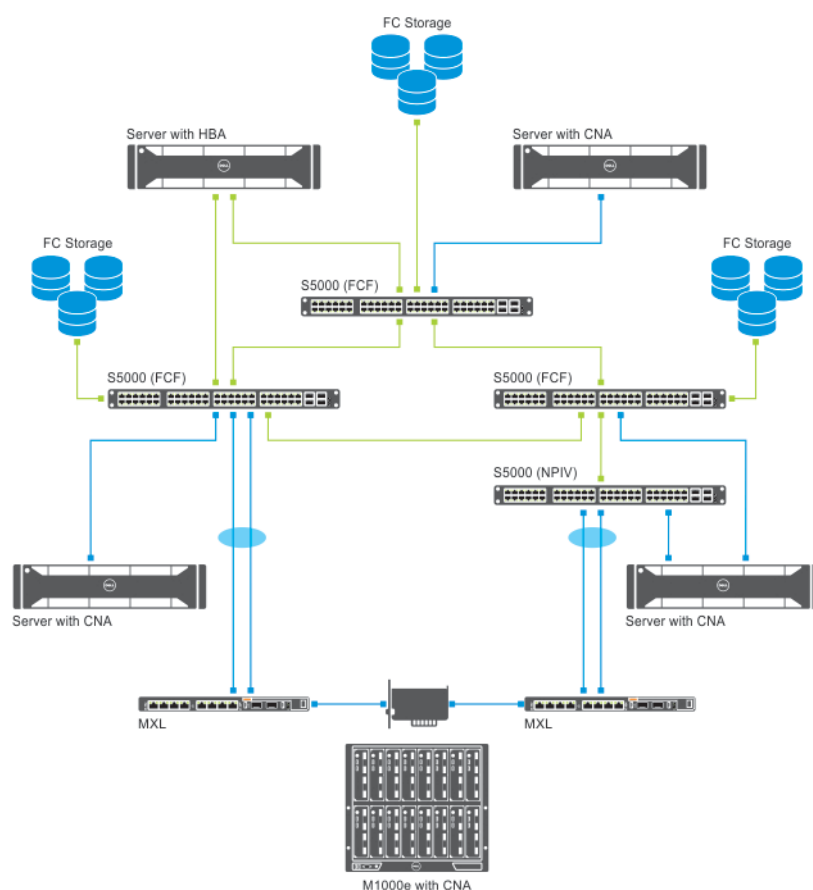 FC Storage
Server with HBA
Server with CNA
FC Storage
FC Storage
S5000 (FCF)
S5000 (FCF)
S5000 (FCF)
S5000 (NPIV)
Server with CNA
Server with CNA
MXL
MXL
M1000e with CNA